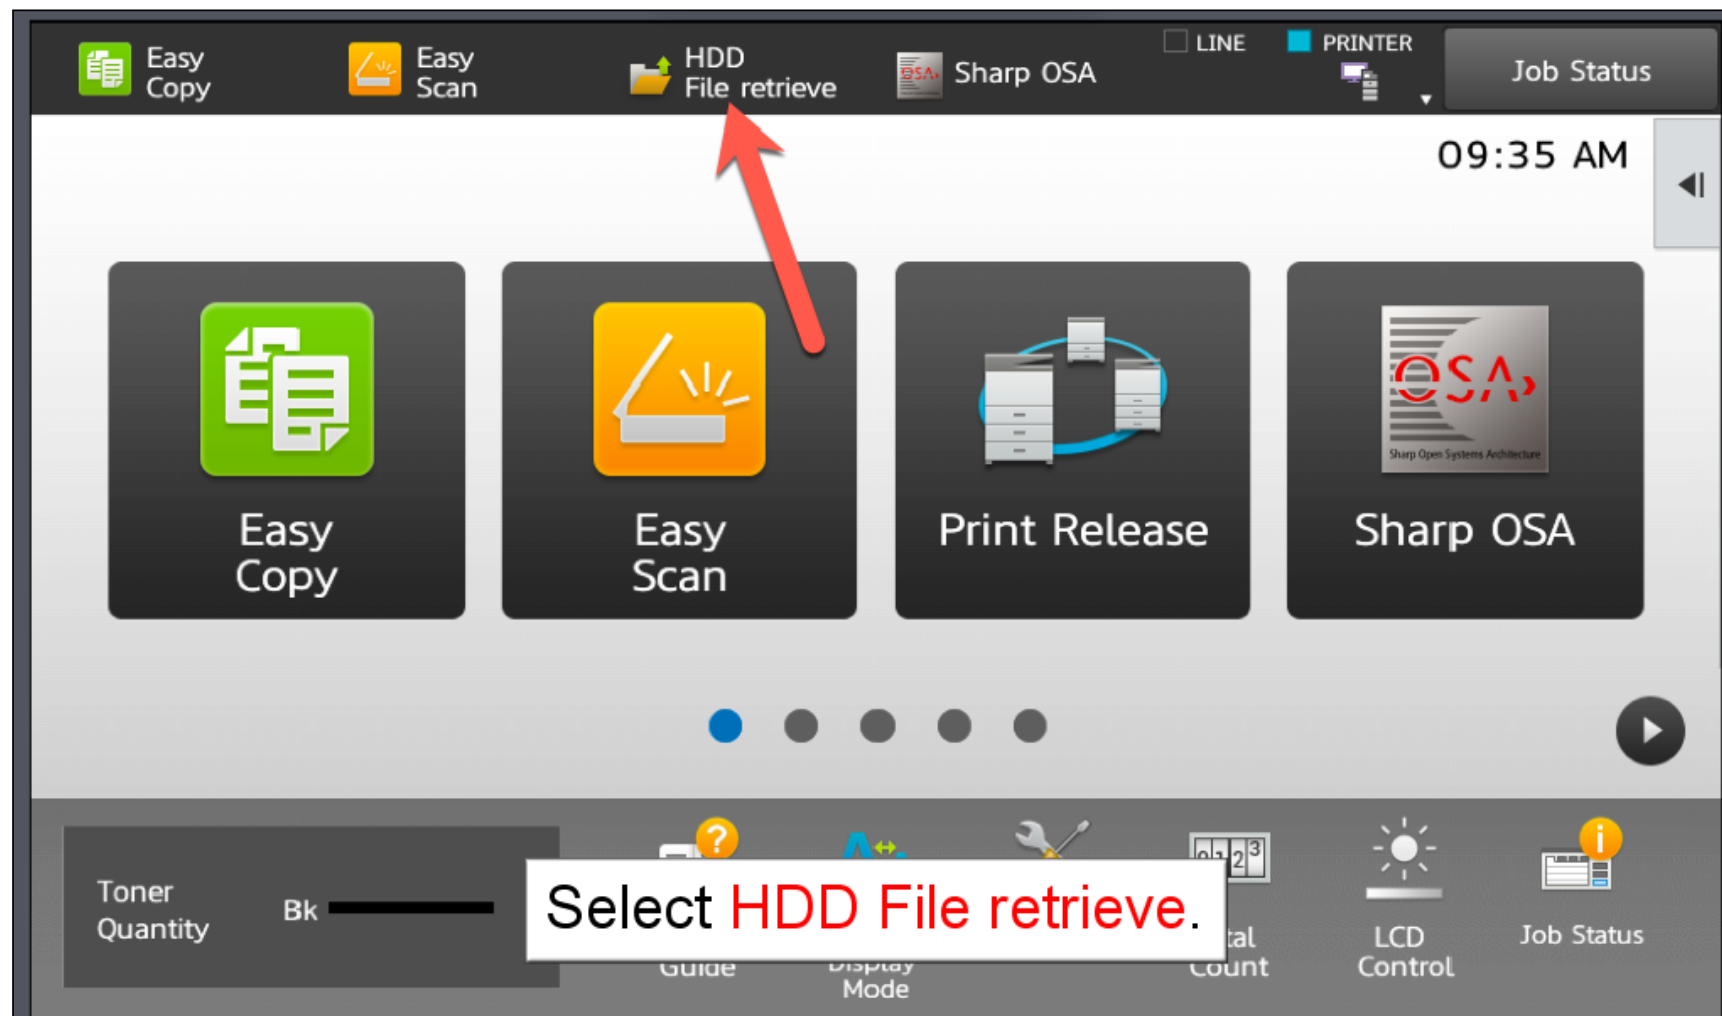 Easy
Copy
Easy
Scan
HDD
File retrieve
OSA
Sharp OSA
LINE
PRINTER
Job Status
09:35 AM
OSA
Sharp Open Systems Architecture
Easy
Copy
Easy
Scan
Print Release
Sharp OSA
Toner
Quantity
Bk
Select HDD File retrieve.
Guide
Display
Mode
Count
LCD
Control
Job Status